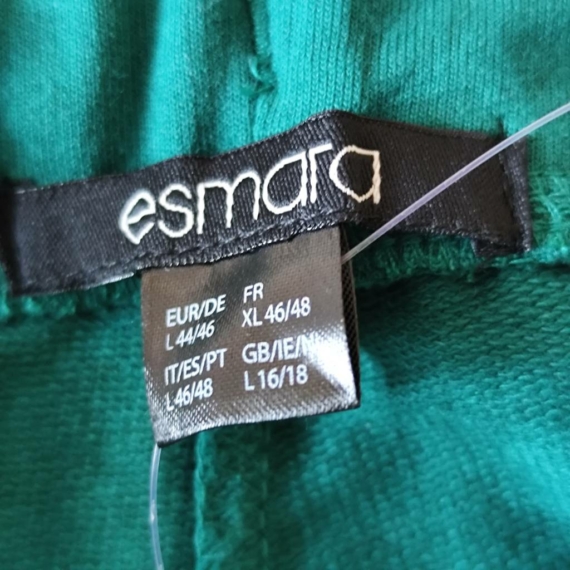 esmara
EUR/DE FR
L 44/46 XL 46/48
IT/ES/PT GB/IE/
L 46/48 L 16/18